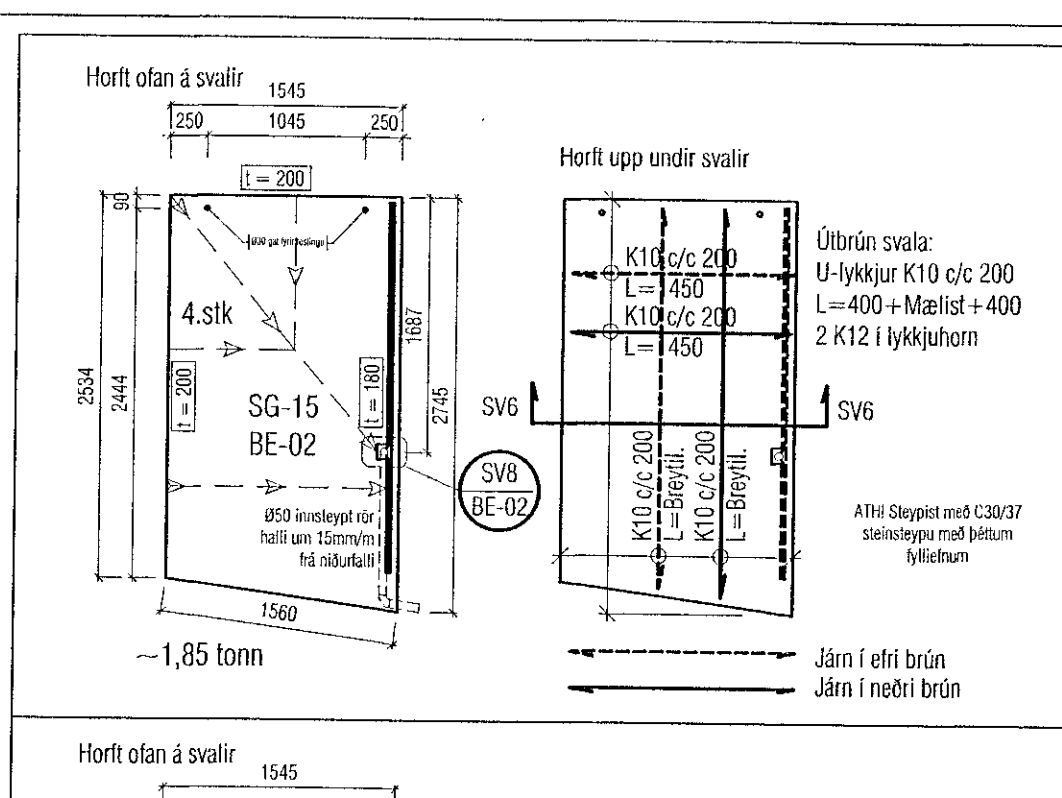 Horft ofan á svalir
1545
250
1045
250
t = 200
90
Ø30 gat fyrir festingu
4.stk
1687
2534
2444
t = 200
t = 180
2745
SG-15
BE-02
SV8
BE-02
Ø50 innsteypt rör
halli um 15mm/m
frá niðurfalli
1560
~1,85 tonn
Horft upp undir svalir
K10 c/c 200
L= 450
K10 c/c 200
L= 450
Útbrún svala:
U-lykkjur K10 c/c 200
L=400+Mælist+400
2 K12 í lykkjuhorn
SV6
SV6
K10 c/c 200
L=Breytil.
K10 c/c 200
L=Breytil.
ATH! Steypist með C30/37
steinsteypu með þéttum
fylliefnum
Járn í efri brún
Járn í neðri brún
Horft ofan á svalir
1545